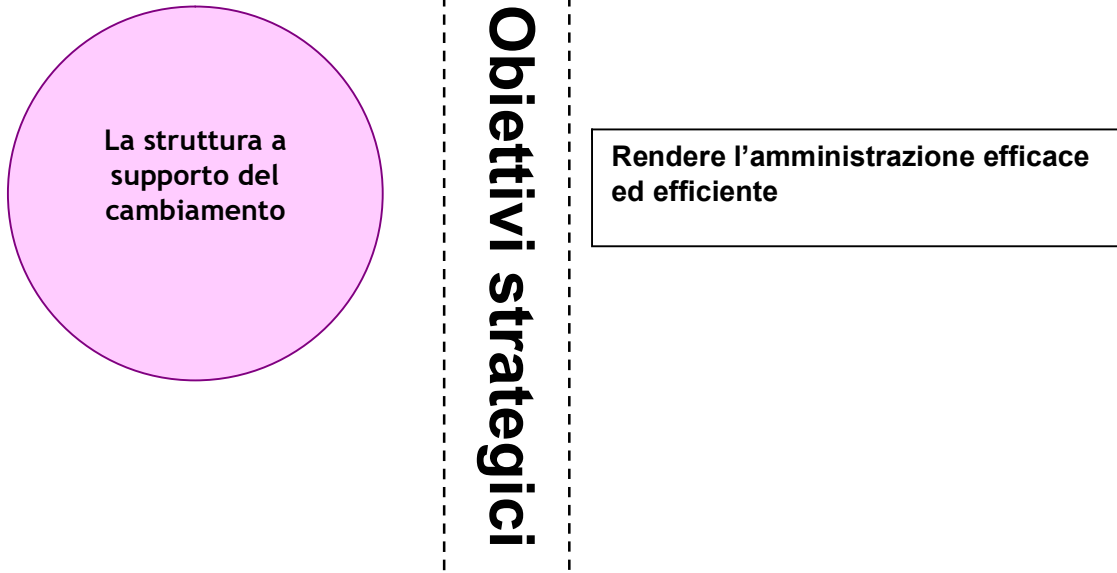 La struttura a
supporto del
cambiamento
Obiettivi strategici
Rendere l’amministrazione efficace
ed efficiente